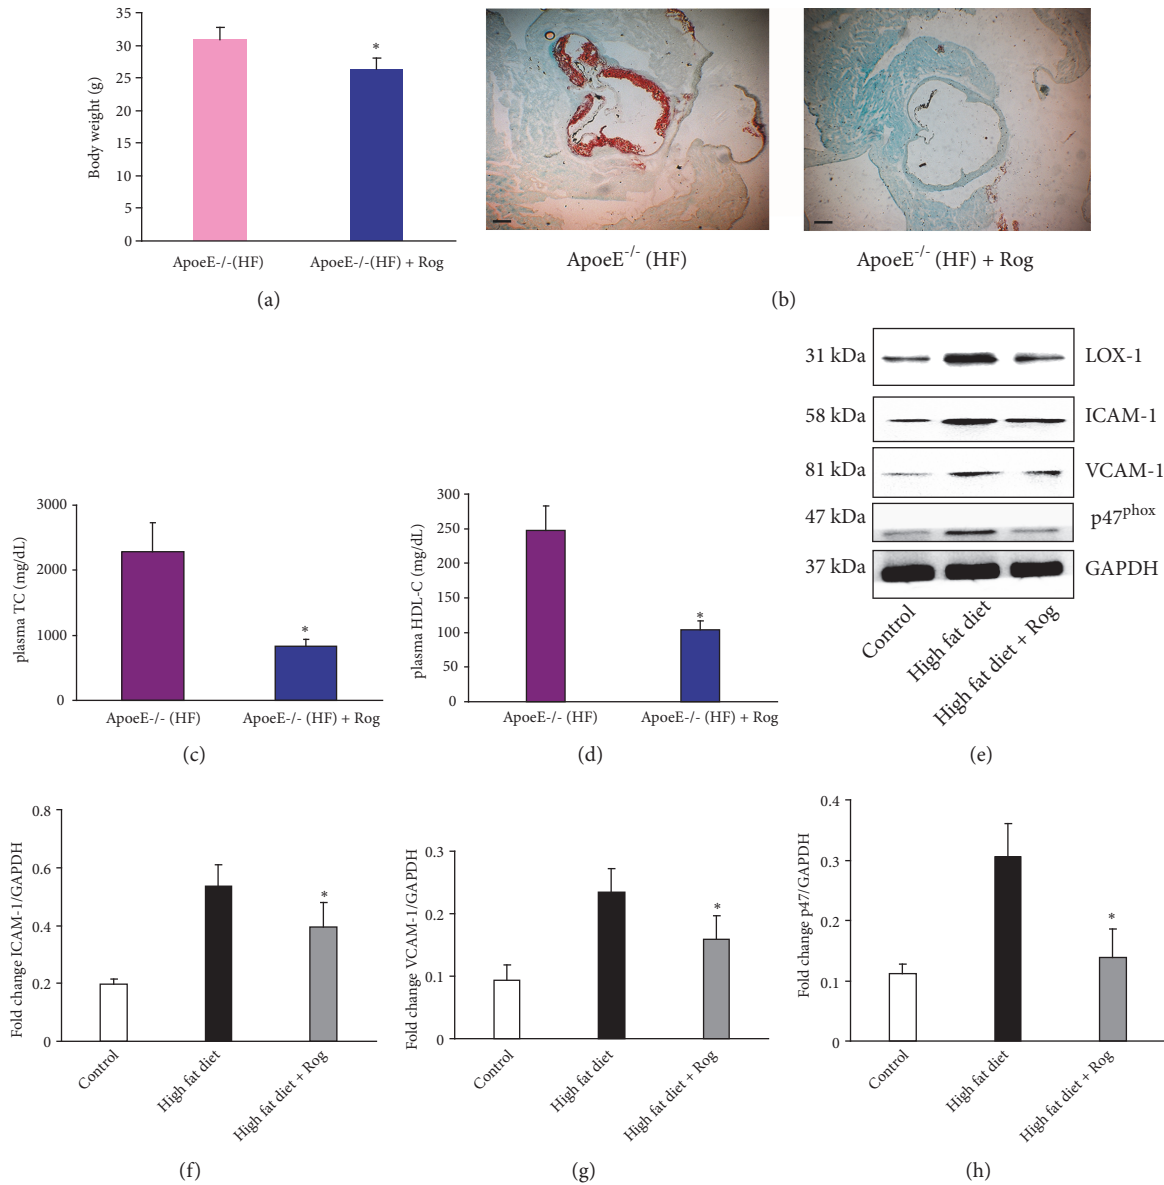 35
30
25
20
15
10
5
0
Body weight (g)
*
ApoeE-/-(HF)
ApoeE-/-(HF) + Rog
(a)
ApoeE-/- (HF)
ApoeE-/- (HF) + Rog
(b)
3000
2000
1000
0
plasma TC (mg/dL)
*
ApoeE-/- (HF)
ApoeE-/- (HF) + Rog
(c)
300
250
200
150
100
50
0
plasma HDL-C (mg/dL)
*
ApoeE-/- (HF)
ApoeE-/- (HF) + Rog
(d)
31 kDa LOX-1
58 kDa ICAM-1
81 kDa VCAM-1
47 kDa p47phox
37 kDa GAPDH
Control
High fat diet
High fat diet + Rog
(e)
0.8
0.6
0.4
0.2
0
Fold change ICAM-1/GAPDH
*
Control
High fat diet
High fat diet + Rog
(f)
0.3
0.2
0.1
0
Fold change VCAM-1/GAPDH
*
Control
High fat diet
High fat diet + Rog
(g)
0.4
0.3
0.2
0.1
0
Fold change p47/GAPDH
*
Control
High fat diet
High fat diet + Rog
(h)